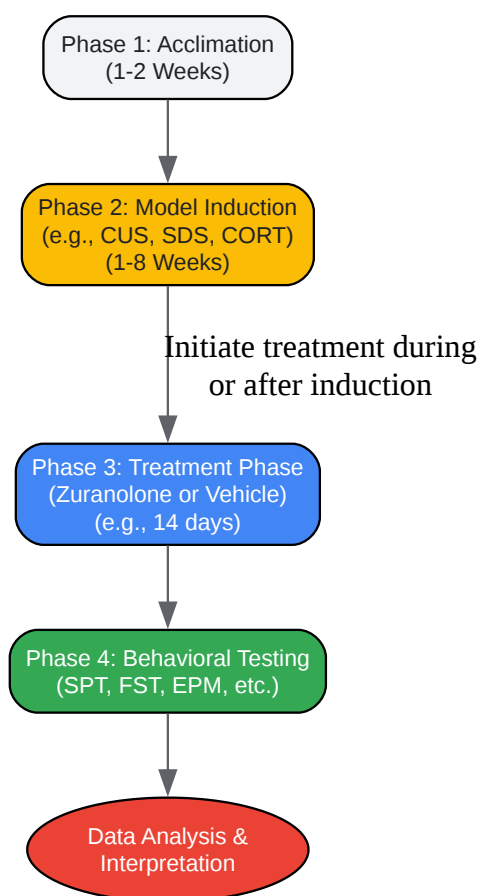 Phase 1: Acclimation
(1-2 Weeks)
Phase 2: Model Induction
(e.g., CUS, SDS, CORT)
(1-8 Weeks)
Initiate treatment during
or after induction
Phase 3: Treatment Phase
(Zuranolone or Vehicle)
(e.g., 14 days)
Phase 4: Behavioral Testing
(SPT, FST, EPM, etc.)
Data Analysis &
Interpretation